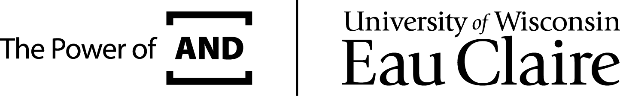 The Power of AND
University of Wisconsin
Eau Claire